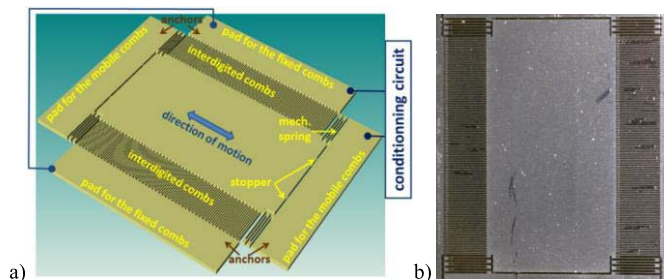 anchors
pad for the fixed combs
pad for the mobile combs
interdigited combs
conditionning circuit
direction of motion
mech.
spring
interdigited combs
stopper
pad for the mobile combs
pad for the fixed combs
anchors
a)
b)